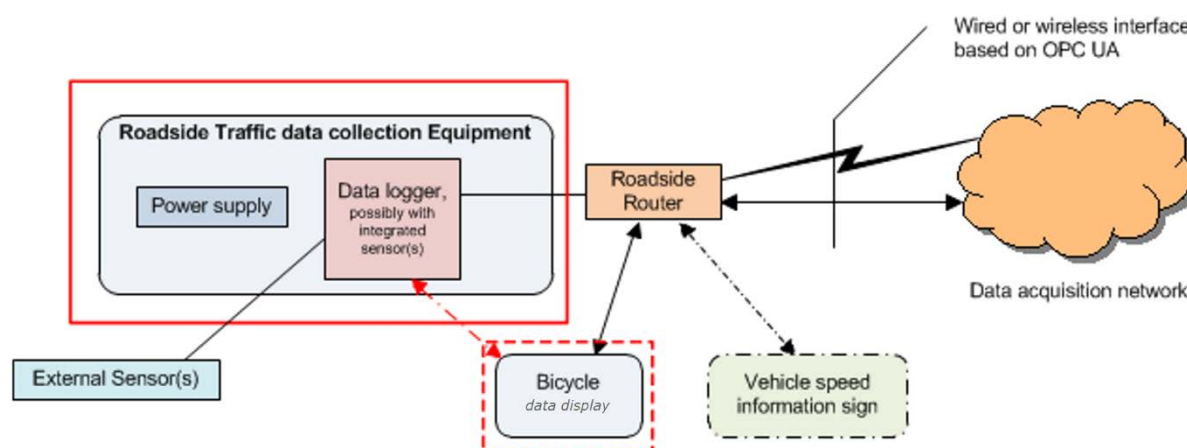 Wired or wireless interface
based on OPC UA
Roadside Traffic data collection Equipment
Power supply
Data logger,
possibly with
integrated
sensor(s)
Roadside
Router
Data acquisition network
External Sensor(s)
Bicycle
data display
Vehicle speed
information sign